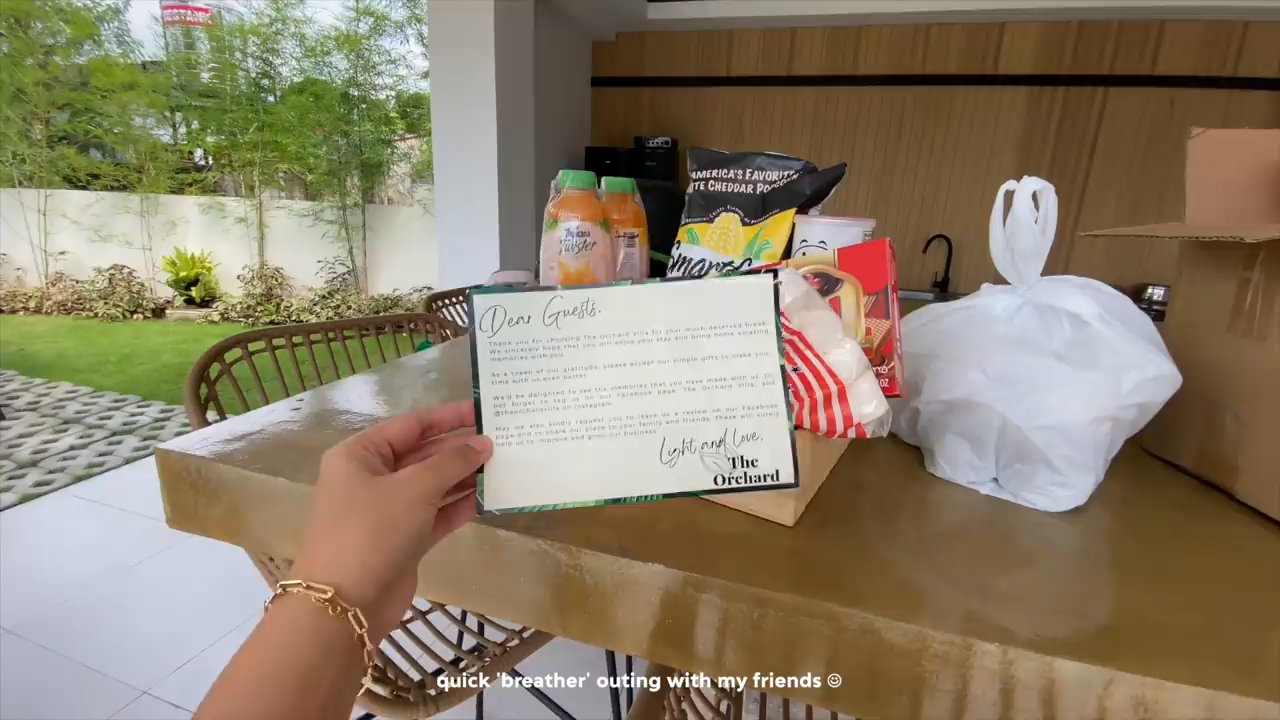 AMERICA'S FAVORITE
WHITE CHEDDAR POPCORN
Tropicana
Twister
Smart
Dear Guests,
Thank you for choosing The Orchard Villa for your much-deserved break.
We sincerely hope that you will enjoy your stay and bring home amazing
memories with you.
As a token of our gratitude, please accept our simple gifts to make your
time with us even better.
We'd be delighted to see the memories that you have made with us. Do
not forget to tag us on our Facebook page, The Orchard Villa, and
@theorchardvilla on Instagram.
May we also kindly request you to leave us a review on our Facebook
page and to share our place to your family and friends. These will surely
help us to improve and grow our business.
Light and Love,
The
Orchard
OZ
quick 'breather' outing with my friends ☺